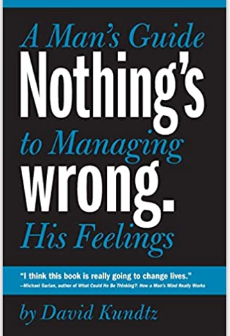 A Man's Guide
Nothing's
to Managing
wrong.
His Feelings
"I think this book is really going to change lives."
–Michael Gurian, author of What Could He Be Thinking?: How a Man's Mind Really Works
by David Kundtz